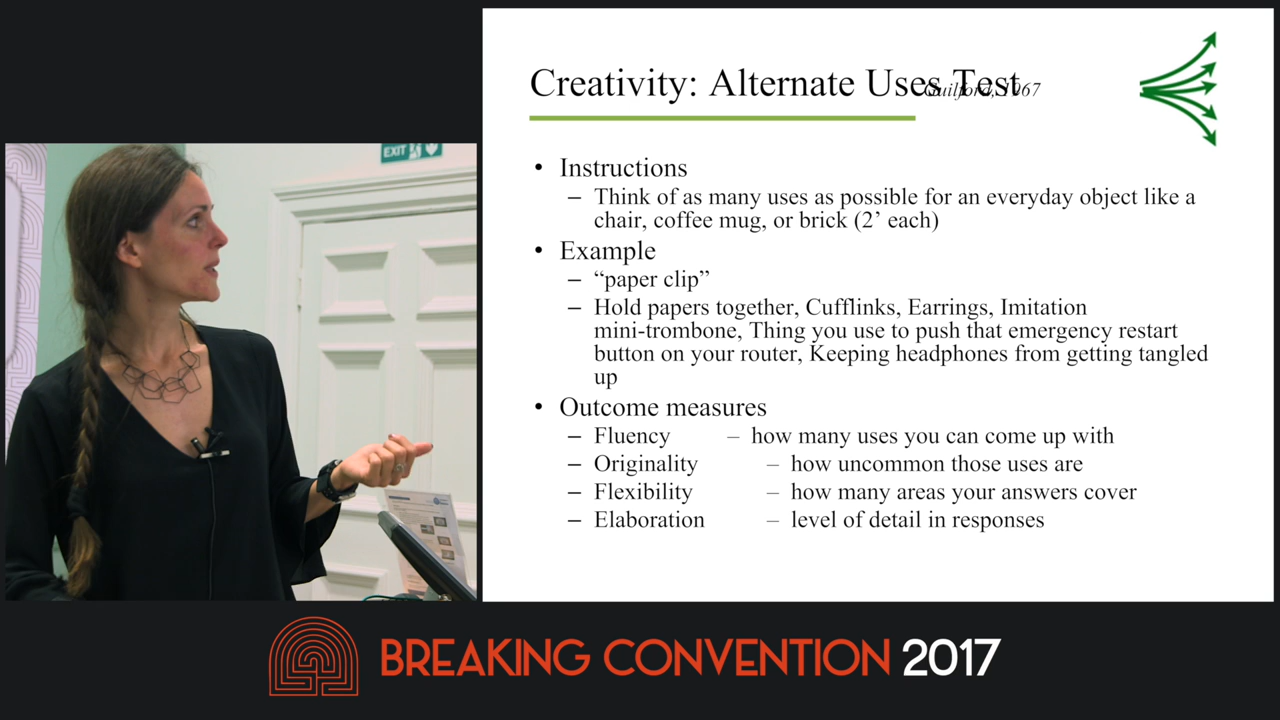 EXIT
Creativity: Alternate Uses Test
Guilford, 1967
• Instructions
– Think of as many uses as possible for an everyday object like a
chair, coffee mug, or brick (2’ each)
• Example
– “paper clip”
– Hold papers together, Cufflinks, Earrings, Imitation
mini-trombone, Thing you use to push that emergency restart
button on your router, Keeping headphones from getting tangled
up
• Outcome measures
– Fluency – how many uses you can come up with
– Originality – how uncommon those uses are
– Flexibility – how many areas your answers cover
– Elaboration – level of detail in responses
BREAKING CONVENTION 2017